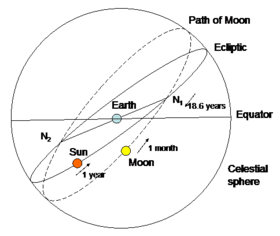 Path of Moon
Ecliptic
Earth
N1
18.6 years
Equator
N2
Sun
1 month
Moon
1 year
Celestial
sphere